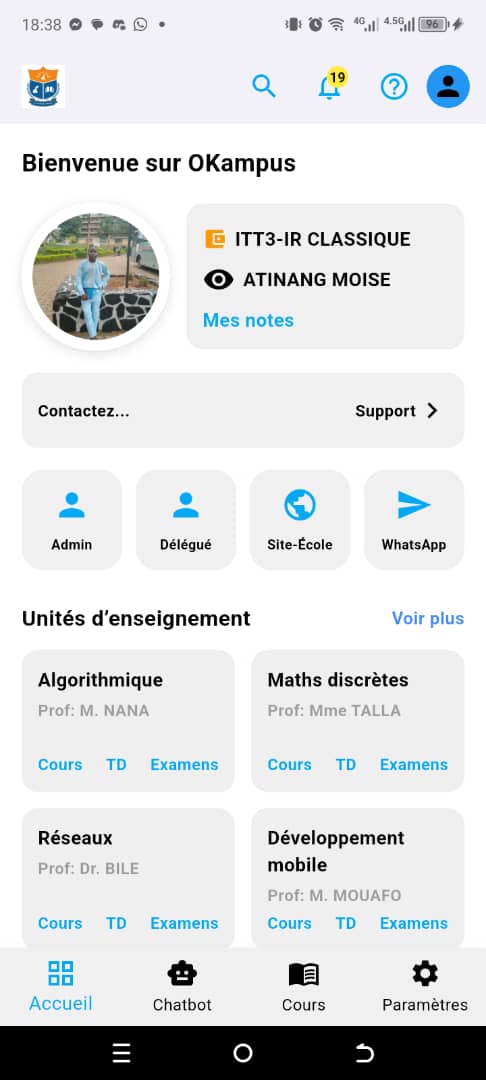 18:38
4G 4.5G 96
19
Bienvenue sur OKampus
ITT3-IR CLASSIQUE
ATINANG MOISE
Mes notes
Contactez... Support
Admin Délégué Site-École WhatsApp
Unités d’enseignement Voir plus
Algorithmique
Prof: M. NANA
Cours TD Examens
Maths discrètes
Prof: Mme TALLA
Cours TD Examens
Réseaux
Prof: Dr. BILE
Cours TD Examens
Développement
mobile
Prof: M. MOUAFO
Cours TD Examens
Accueil Chatbot Cours Paramètres